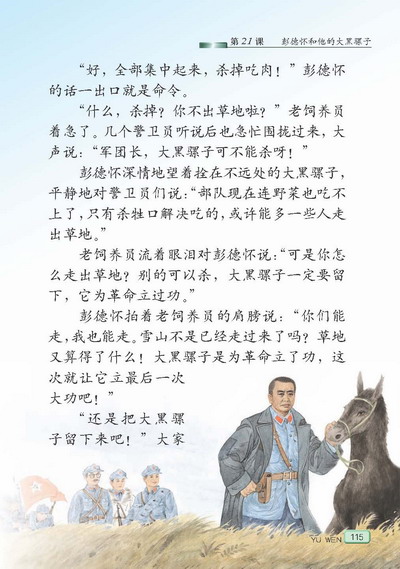 第21课 彭德怀和他的大黑骡子
“好，全部集中起来，杀掉吃肉！”彭德怀
的话一出口就是命令。
“什么，杀掉？你不出草地啦？”老饲养员
着急了。几个警卫员听说后也急忙围拢过来，大
声说：“军团长，大黑骡子可不能杀呀！”
彭德怀深情地望着拴在不远处的大黑骡子，
平静地对警卫员们说：“部队现在连野菜也吃不
上了，只有杀牲口解决吃的，或许能多一些人走
出草地。”
老饲养员流着眼泪对彭德怀说：“可是你怎
么走出草地？别的可以杀，大黑骡子一定要留
下，它为革命立过功。”
彭德怀拍着老饲养员的肩膀说：“你们能
走，我也能走。雪山不是已经走过来了吗？草地
又算得了什么！大黑骡子是为革命立了功，这
次就让它立最后一次
大功吧！”
“还是把大黑骡
子留下来吧！”大家
YU WEN 115